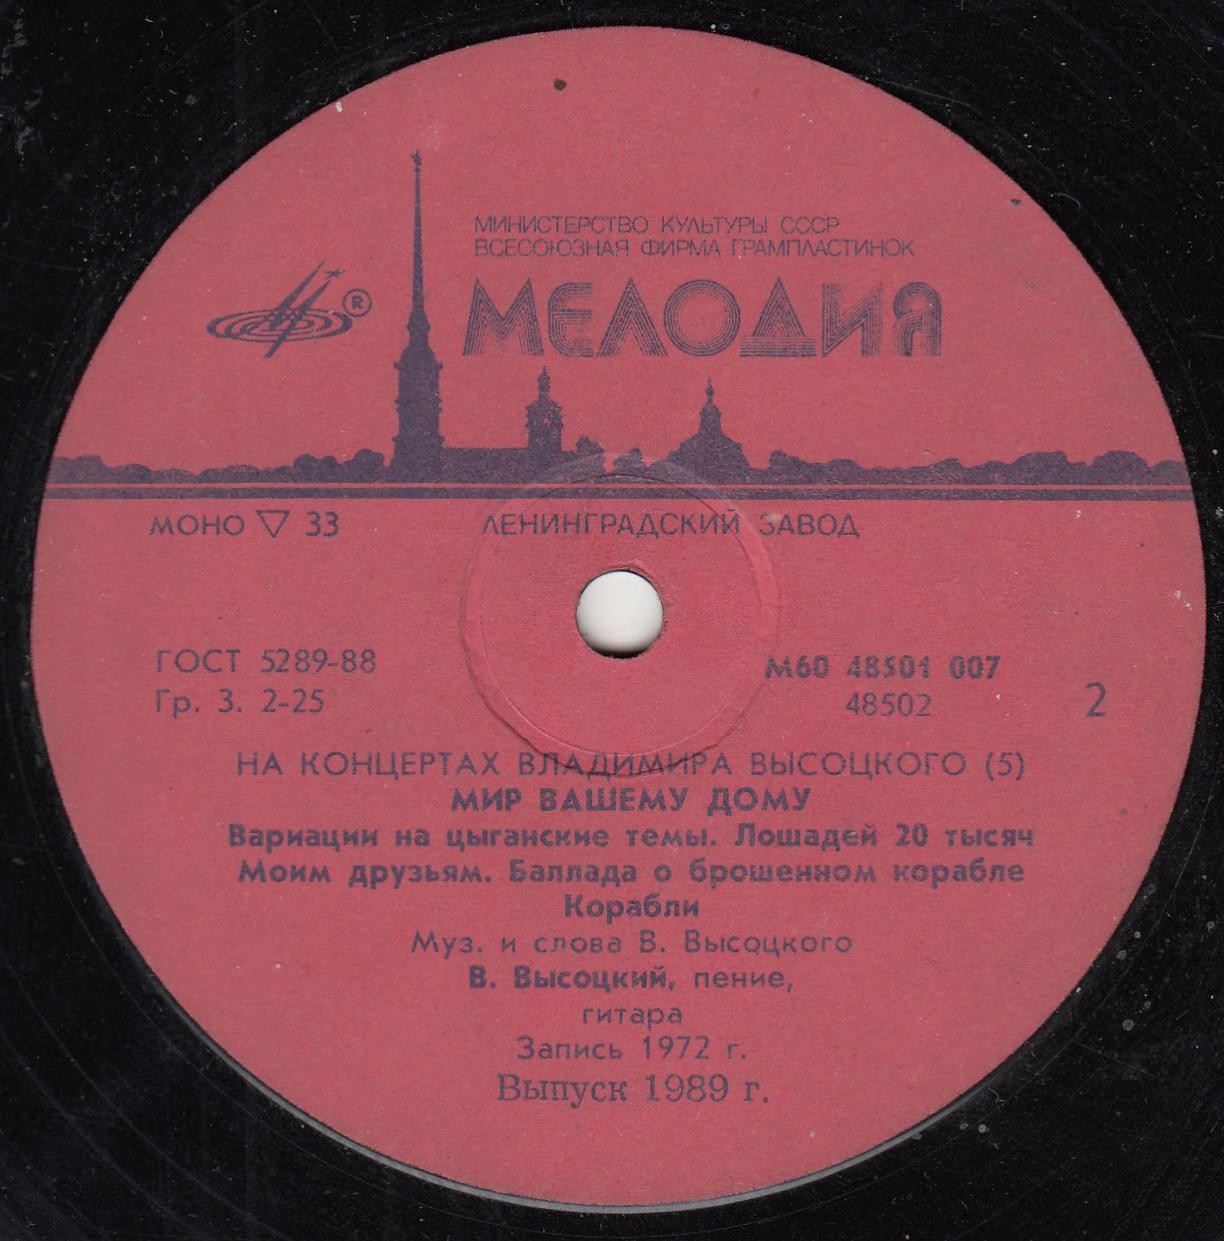 МИНИСТЕРСТВО КУЛЬТУРЫ СССР
ВСЕСОЮЗНАЯ ФИРМА ГРАМПЛАСТИНОК
®
МЕЛОДИЯ
МОНО ▽ 33
ЛЕНИНГРАДСКИЙ ЗАВОД
ГОСТ 5289-88
Гр. 3. 2-25
М60 48501 007
48502
2
НА КОНЦЕРТАХ ВЛАДИМИРА ВЫСОЦКОГО (5)
МИР ВАШЕМУ ДОМУ
Вариации на цыганские темы. Лошадей 20 тысяч
Моим друзьям. Баллада о брошенном корабле
Корабли
Муз. и слова В. Высоцкого
В. Высоцкий, пение,
гитара
Запись 1972 г.
Выпуск 1989 г.